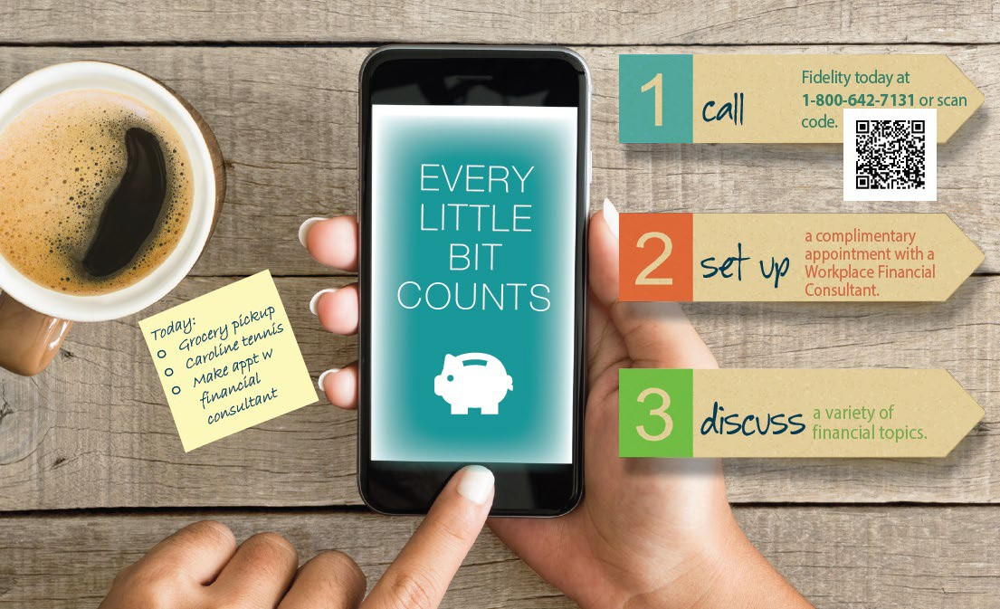 EVERY
LITTLE
BIT
COUNTS
Today:
Grocery pickup
Caroline tennis
Make appt w
financial
consultant
1
call
Fidelity today at
1-800-642-7131 or scan
code.
2
set up
a complimentary
appointment with a
Workplace Financial
Consultant.
3
discuss
a variety of
financial topics.